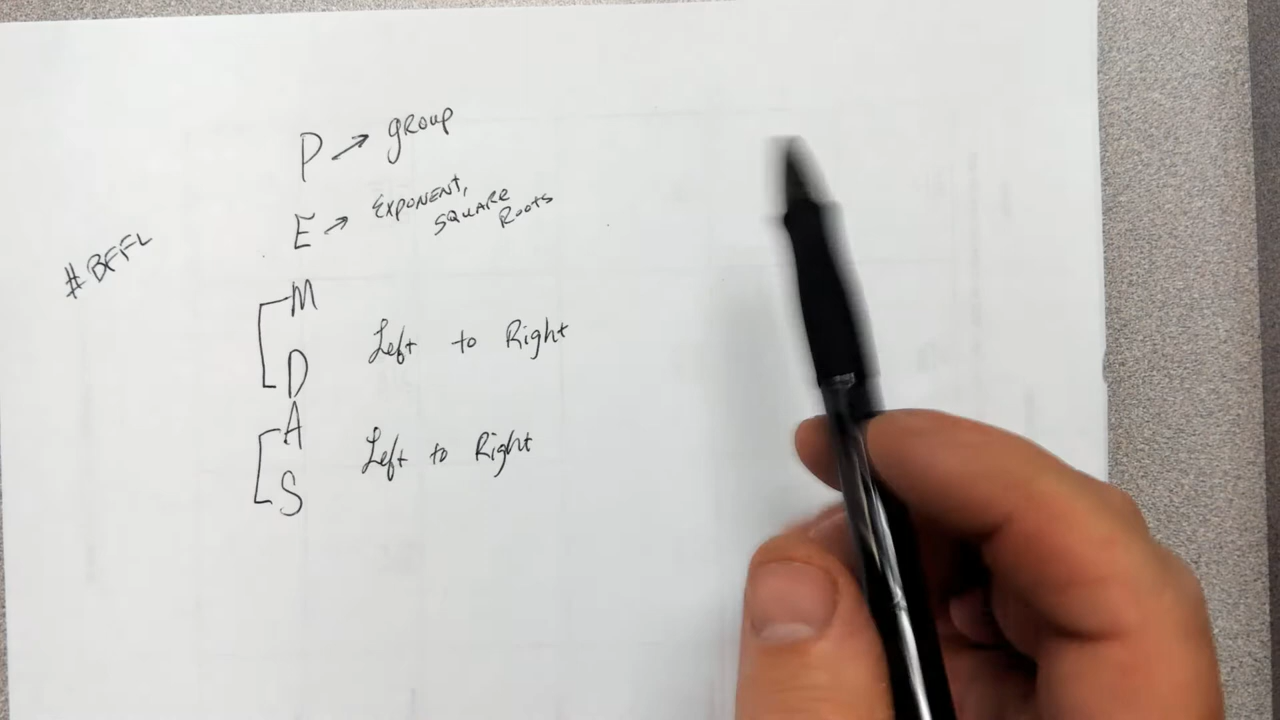 P → group
E → Exponent,
Square
Roots
#BFFL
M
Left to Right
D
A
Left to Right
S